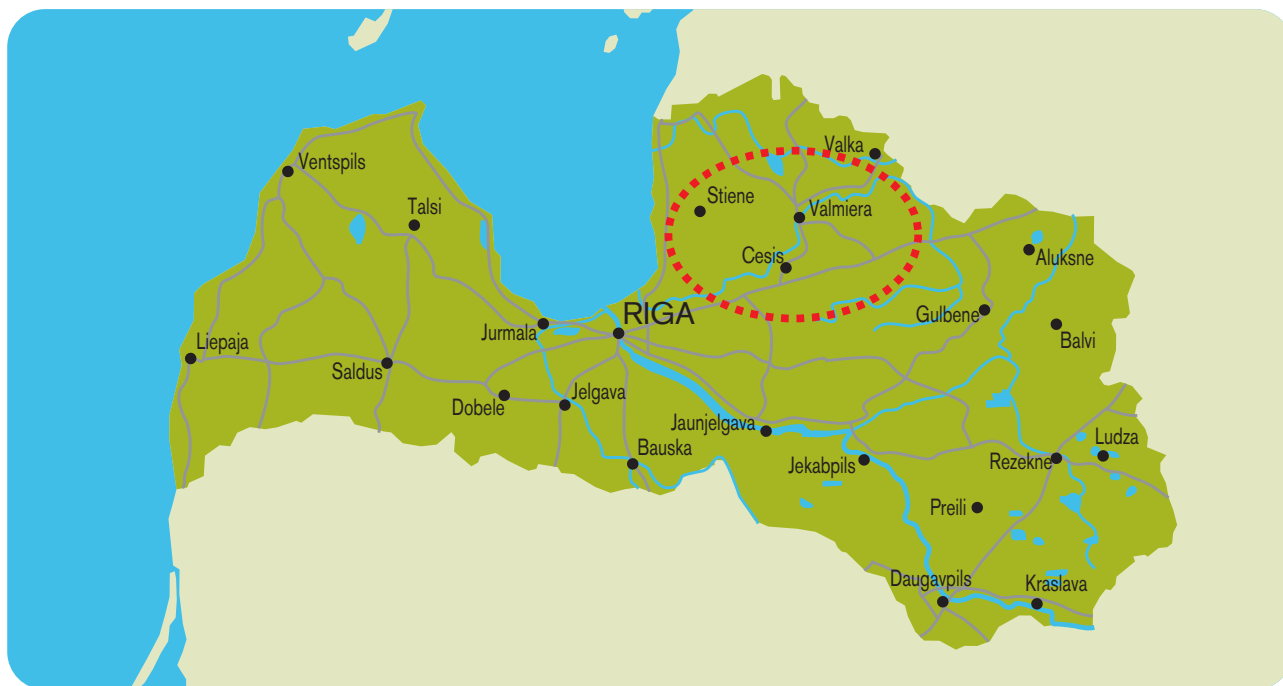 Valka
Ventspils
Stiene
Talsi
Valmiera
Cesis
Aluksne
RIGA
Gulbene
Jurmala
Balvi
Liepaja
Saldus
Jelgava
Dobele
Jaunjelgava
Ludza
Bauska
Rezekne
Jekabpils
Preili
Daugavpils
Kraslava